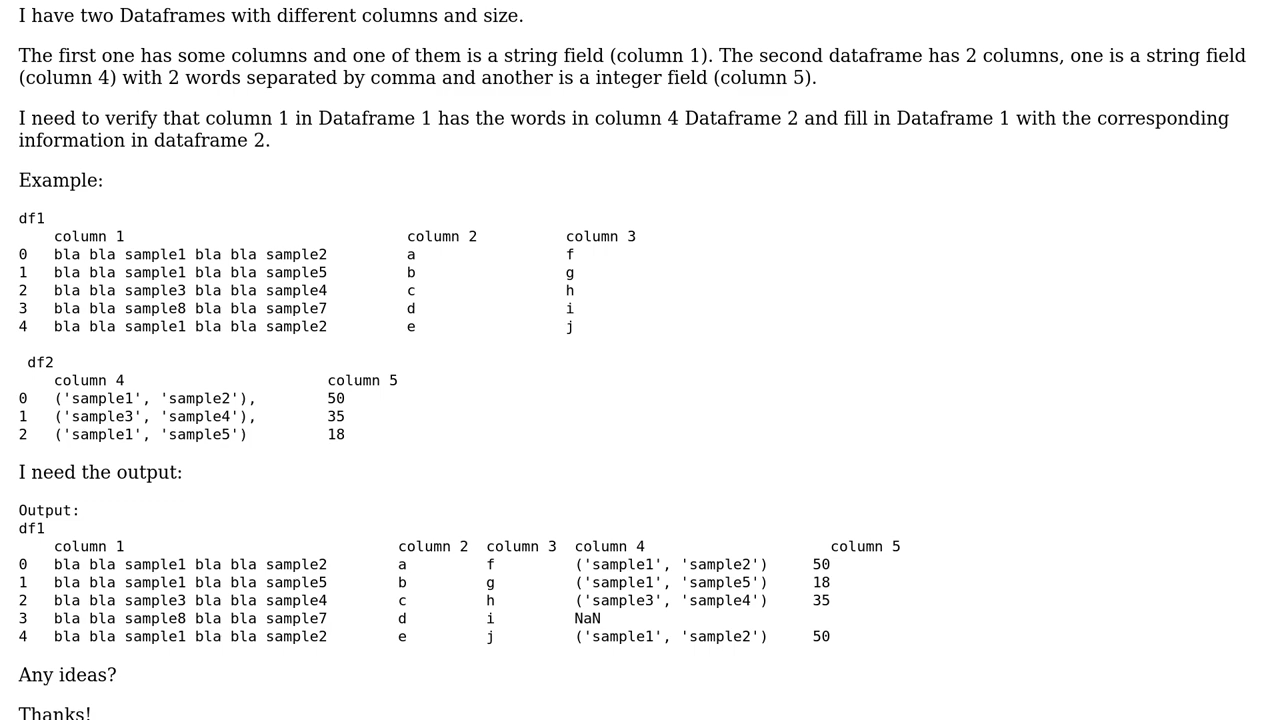 I have two Dataframes with different columns and size.
The first one has some columns and one of them is a string field (column 1). The second dataframe has 2 columns, one is a string field
(column 4) with 2 words separated by comma and another is a integer field (column 5).
I need to verify that column 1 in Dataframe 1 has the words in column 4 Dataframe 2 and fill in Dataframe 1 with the corresponding
information in dataframe 2.
Example:
df1
    column 1                                column 2          column 3
0   bla bla sample1 bla bla sample2         a                 f
1   bla bla sample1 bla bla sample5         b                 g
2   bla bla sample3 bla bla sample4         c                 h
3   bla bla sample8 bla bla sample7         d                 i
4   bla bla sample1 bla bla sample2         e                 j
 df2
    column 4                       column 5
0   ('sample1', 'sample2'),        50
1   ('sample3', 'sample4'),        35
2   ('sample1', 'sample5')         18
I need the output:
Output:
df1
    column 1                               column 2  column 3  column 4                     column 5
0   bla bla sample1 bla bla sample2        a         f         ('sample1', 'sample2')     50
1   bla bla sample1 bla bla sample5        b         g         ('sample1', 'sample5')     18
2   bla bla sample3 bla bla sample4        c         h         ('sample3', 'sample4')     35
3   bla bla sample8 bla bla sample7        d         i         NaN
4   bla bla sample1 bla bla sample2        e         j         ('sample1', 'sample2')     50
Any ideas?
Thanks!